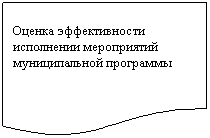 Оценка эффективности
исполнении мероприятий
муниципальной программы